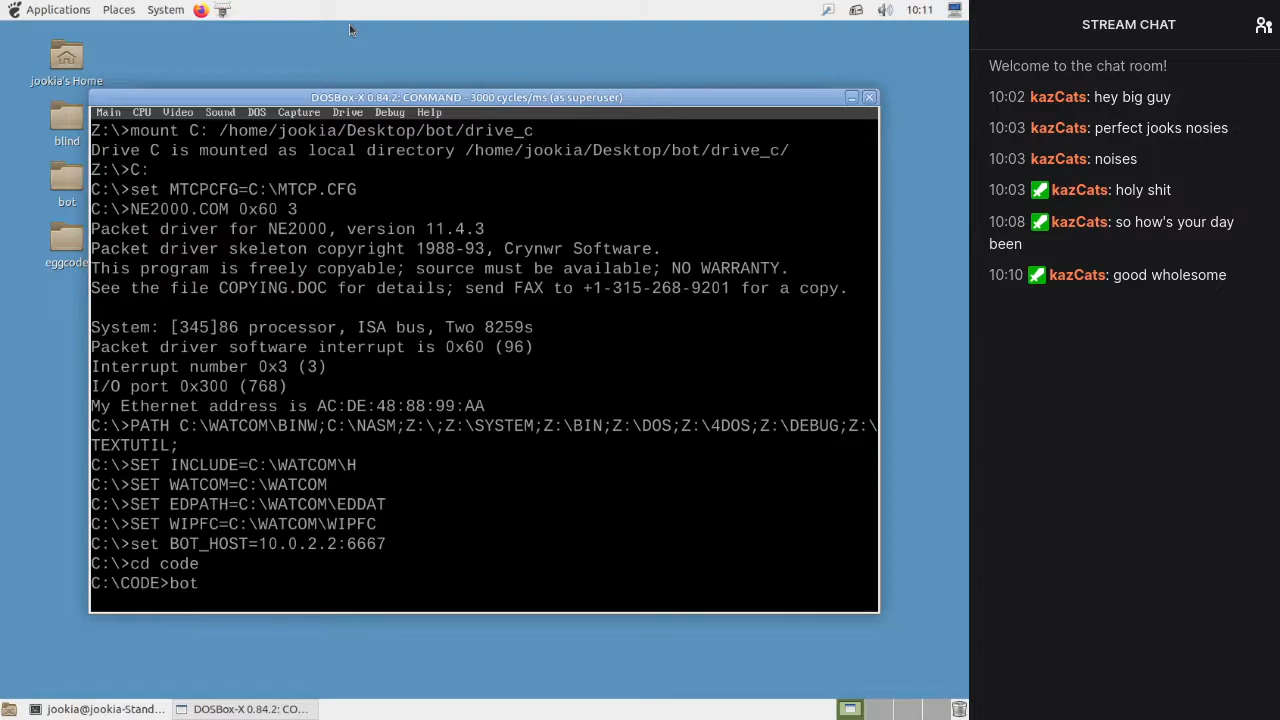 Applications Places System 10:11
jookia's Home
blind
bot
eggcode
DOSBox-X 0.84.2: COMMAND - 3000 cycles/ms (as superuser)
Main CPU Video Sound DOS Capture Drive Debug Help
Z:\>mount C: /home/jookia/Desktop/bot/drive_c
Drive C is mounted as local directory /home/jookia/Desktop/bot/drive_c/
Z:\>C:
C:\>set MTCPCFG=C:\MTCP.CFG
C:\>NE2000.COM 0x60 3
Packet driver for NE2000, version 11.4.3
Packet driver skeleton copyright 1988-93, Crynwr Software.
This program is freely copyable; source must be available; NO WARRANTY.
See the file COPYING.DOC for details; send FAX to +1-315-268-9201 for a copy.
System: [345]86 processor, ISA bus, Two 8259s
Packet driver software interrupt is 0x60 (96)
Interrupt number 0x3 (3)
I/O port 0x300 (768)
My Ethernet address is AC:DE:48:88:99:AA
C:\>PATH C:\WATCOM\BINW;C:\NASM;Z:\;Z:\SYSTEM;Z:\BIN;Z:\DOS;Z:\4DOS;Z:\DEBUG;Z:\
TEXTUTIL;
C:\>SET INCLUDE=C:\WATCOM\H
C:\>SET WATCOM=C:\WATCOM
C:\>SET EDPATH=C:\WATCOM\EDDAT
C:\>SET WIPFC=C:\WATCOM\WIPFC
C:\>set BOT_HOST=10.0.2.2:6667
C:\>cd code
C:\CODE>bot
jookia@jookia-Stand... DOSBox-X 0.84.2: CO...
STREAM CHAT
Welcome to the chat room!
10:02 kazCats: hey big guy
10:03 kazCats: perfect jooks nosies
10:03 kazCats: noises
10:03 kazCats: holy shit
10:08 kazCats: so how's your day
been
10:10 kazCats: good wholesome